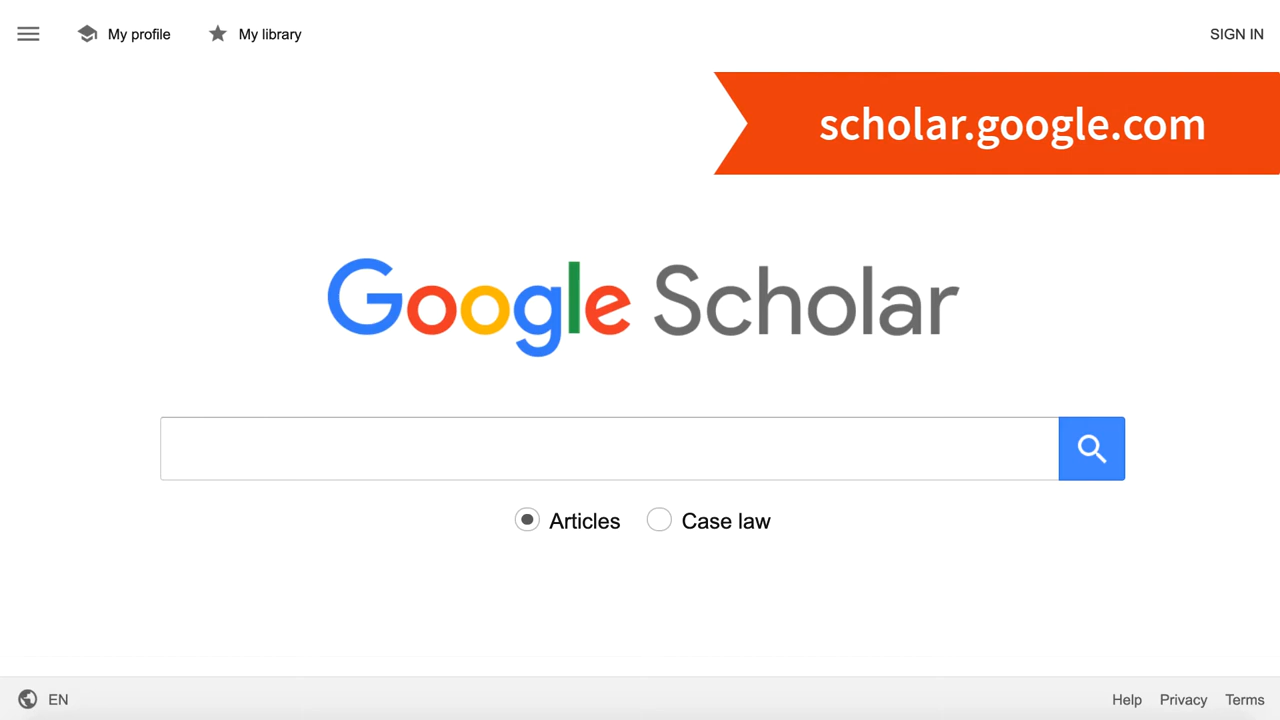 My profile
My library
SIGN IN
scholar.google.com
Google Scholar
Articles
Case law
EN
Help
Privacy
Terms